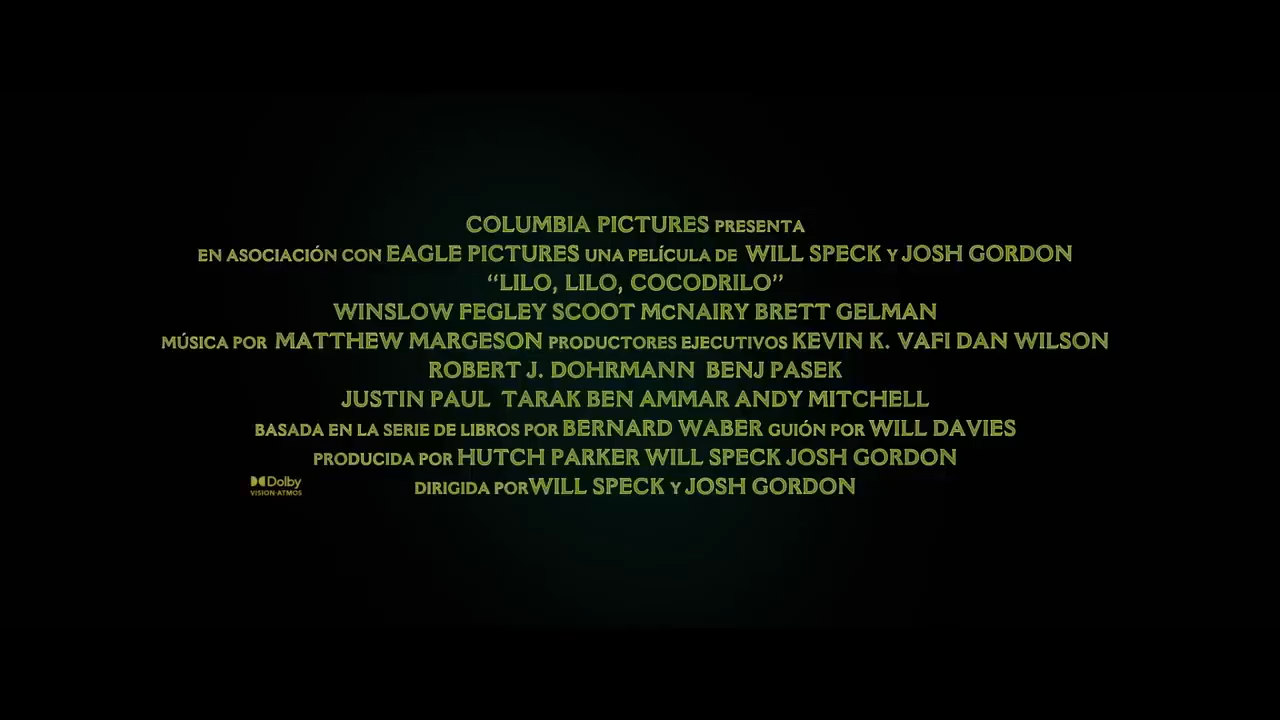 COLUMBIA PICTURES PRESENTA
EN ASOCIACIÓN CON EAGLE PICTURES UNA PELÍCULA DE WILL SPECK Y JOSH GORDON
“LILO, LILO, COCODRILO”
WINSLOW FEGLEY SCOOT McNAIRY BRETT GELMAN
MÚSICA POR MATTHEW MARGESON PRODUCTORES EJECUTIVOS KEVIN K. VAFI DAN WILSON
ROBERT J. DOHRMANN BENJ PASEK
JUSTIN PAUL TARAK BEN AMMAR ANDY MITCHELL
BASADA EN LA SERIE DE LIBROS POR BERNARD WABER GUIÓN POR WILL DAVIES
PRODUCIDA POR HUTCH PARKER WILL SPECK JOSH GORDON
DIRIGIDA POR WILL SPECK Y JOSH GORDON
Dolby
VISION·ATMOS